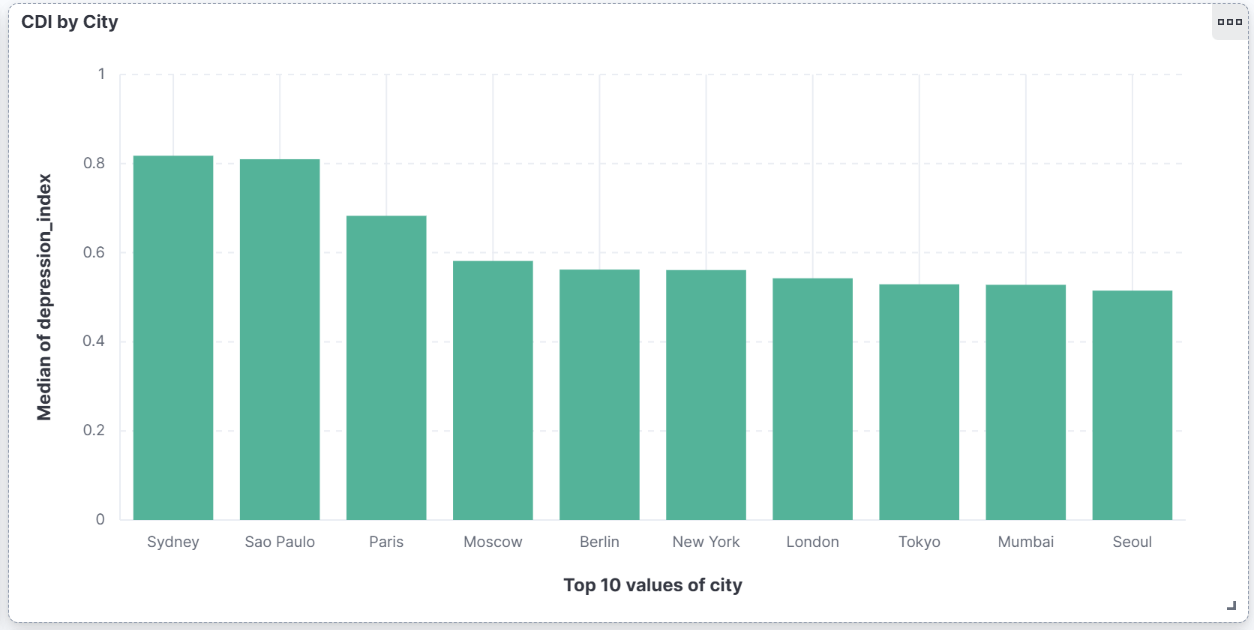 CDI by City
Median of depression_index
1
0.8
0.6
0.4
0.2
0
Sydney Sao Paulo Paris Moscow Berlin New York London Tokyo Mumbai Seoul
Top 10 values of city